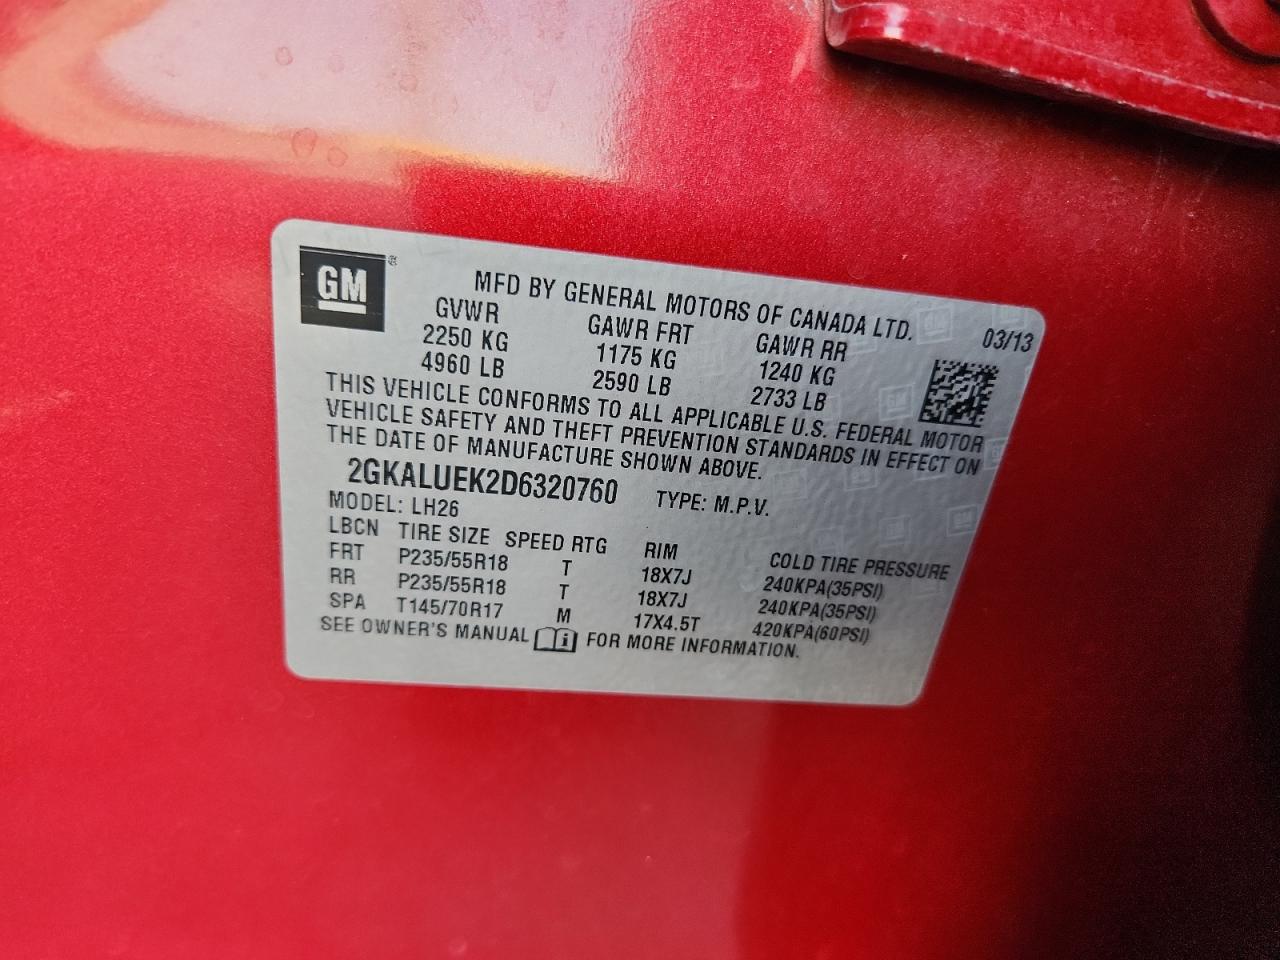 GM
MFD BY GENERAL MOTORS OF CANADA LTD. 03/13
GVWR GAWR FRT GAWR RR
2250 KG 1175 KG 1240 KG
4960 LB 2590 LB 2733 LB
THIS VEHICLE CONFORMS TO ALL APPLICABLE U.S. FEDERAL MOTOR
VEHICLE SAFETY AND THEFT PREVENTION STANDARDS IN EFFECT ON
THE DATE OF MANUFACTURE SHOWN ABOVE.
2GKALUEK2D6320760 TYPE: M.P.V.
MODEL: LH26
LBCN TIRE SIZE SPEED RTG RIM COLD TIRE PRESSURE
FRT P235/55R18 T 18X7J 240KPA(35PSI)
RR P235/55R18 T 18X7J 240KPA(35PSI)
SPA T145/70R17 M 17X4.5T 420KPA(60PSI)
SEE OWNER'S MANUAL FOR MORE INFORMATION.